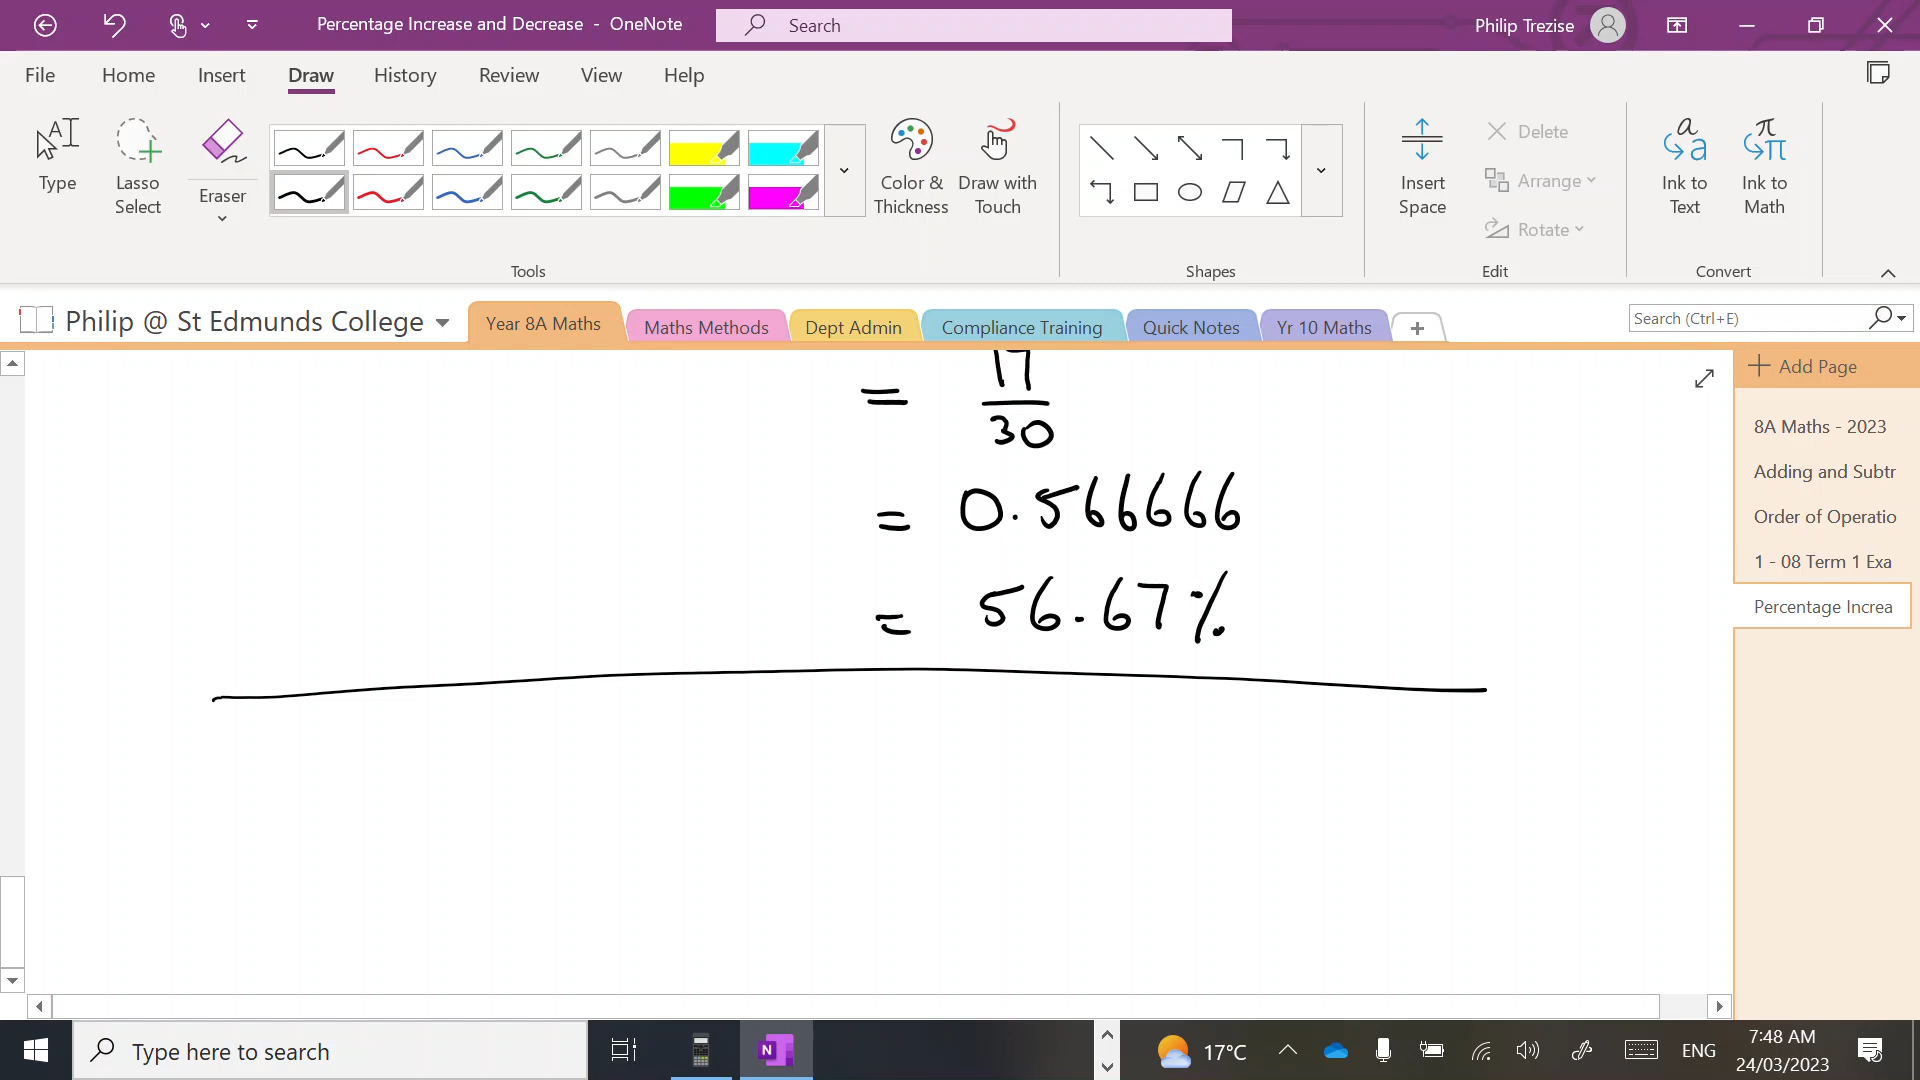 Percentage Increase and Decrease - OneNote
Search
Philip Trezise
File Home Insert Draw History Review View Help
Type
Lasso Select
Eraser
Color & Thickness
Draw with Touch
Insert Space
Delete
Arrange
Rotate
Ink to Text
Ink to Math
Tools
Shapes
Edit
Convert
Philip @ St Edmunds College
Year 8A Maths
Maths Methods
Dept Admin
Compliance Training
Quick Notes
Yr 10 Maths
Search (Ctrl+E)
Add Page
8A Maths - 2023
Adding and Subtr
Order of Operatio
1 - 08 Term 1 Exa
Percentage Increa
= 17/30
= 0.566666
= 56.67%
Type here to search
N
17°C
ENG
7:48 AM
24/03/2023